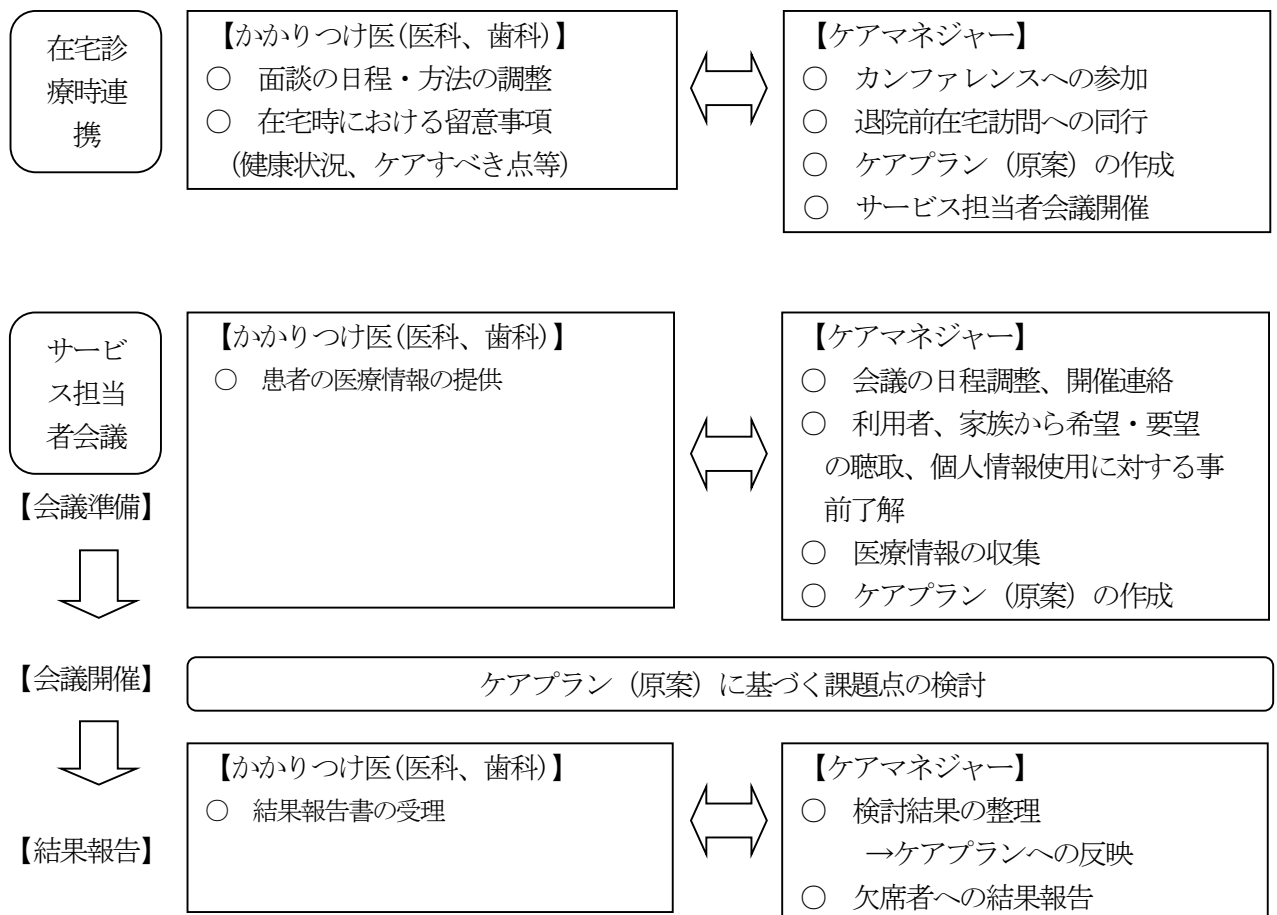 在宅診
療時連
携
【かかりつけ医(医科、歯科)】
○ 面談の日程・方法の調整
○ 在宅時における留意事項
(健康状況、ケアすべき点等)
【ケアマネジャー】
○ カンファレンスへの参加
○ 退院前在宅訪問への同行
○ ケアプラン（原案）の作成
○ サービス担当者会議開催
サービ
ス担当
者会議
【会議準備】
【かかりつけ医(医科、歯科)】
○ 患者の医療情報の提供
【ケアマネジャー】
○ 会議の日程調整、開催連絡
○ 利用者、家族から希望・要望
の聴取、個人情報使用に対する事
前了解
○ 医療情報の収集
○ ケアプラン（原案）の作成
【会議開催】
ケアプラン（原案）に基づく課題点の検討
【結果報告】
【かかりつけ医(医科、歯科)】
○ 結果報告書の受理
【ケアマネジャー】
○ 検討結果の整理
→ケアプランへの反映
○ 欠席者への結果報告